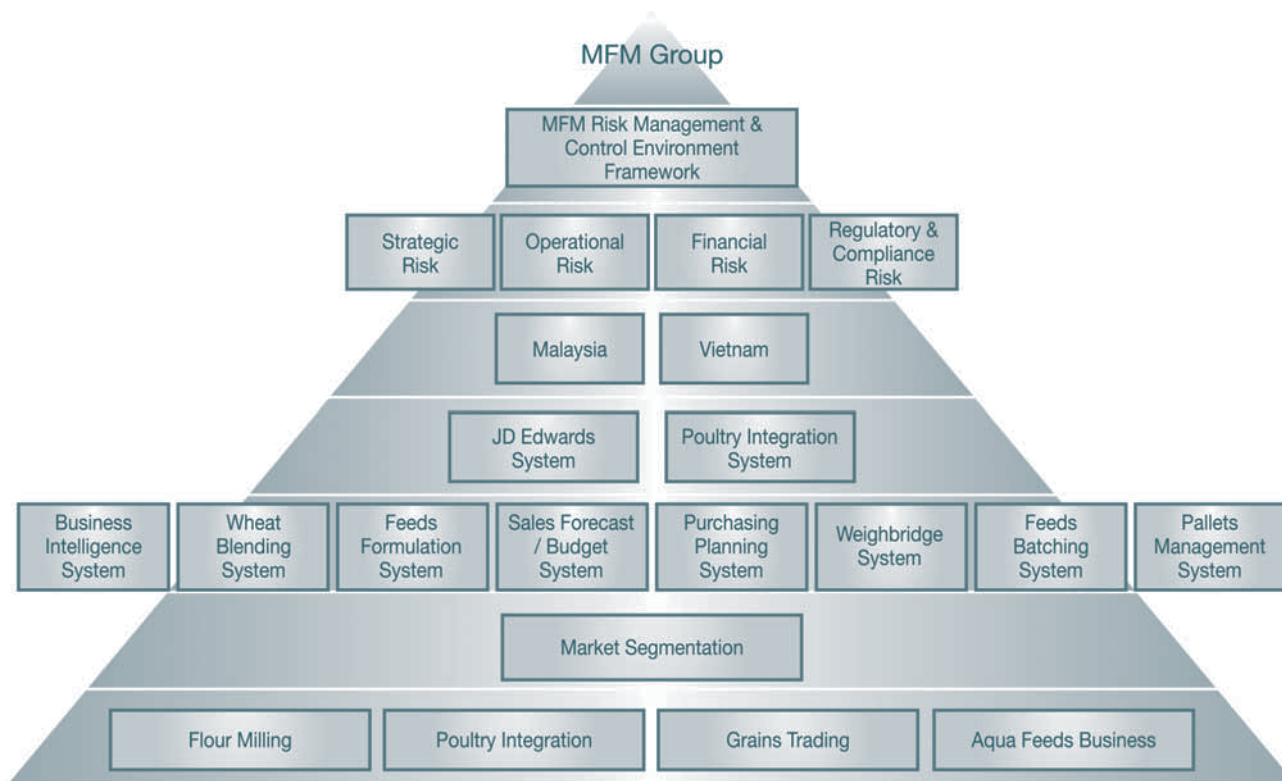 MFM Group
MFM Risk Management &
Control Environment
Framework
Strategic
Risk
Operational
Risk
Financial
Risk
Regulatory &
Compliance
Risk
Malaysia
Vietnam
JD Edwards
System
Poultry Integration
System
Business
Intelligence
System
Wheat
Blending
System
Feeds
Formulation
System
Sales Forecast
/ Budget
System
Purchasing
Planning
System
Weighbridge
System
Feeds
Batching
System
Pallets
Management
System
Market Segmentation
Flour Milling
Poultry Integration
Grains Trading
Aqua Feeds Business